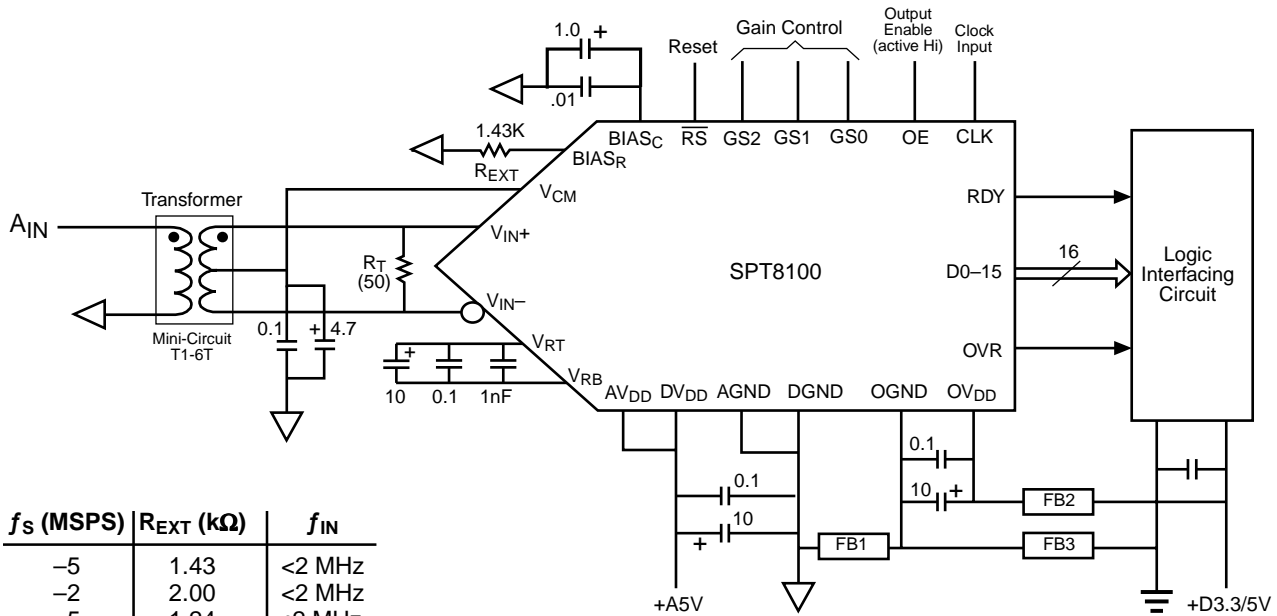 1.0 +
.01
Reset
Gain Control
Output
Enable
(active Hi)
Clock
Input
1.43K
REXT
BIASC
RS
GS2
GS1
GS0
OE
CLK
BIASR
VCM
Transformer
AIN
VIN+
RT
(50)
VIN–
Mini-Circuit
T1-6T
0.1
+ 4.7
VRT
VRB
+
10
0.1
1nF
SPT8100
RDY
16
D0–15
OVR
Logic
Interfacing
Circuit
AVDD
DVDD
AGND
DGND
OGND
OVDD
0.1
10 +
0.1
10
+
FB1
FB2
FB3
+A5V
+D3.3/5V
ƒS (MSPS) REXT (kΩ) ƒIN
–5 1.43 <2 MHz
–2 2.00 <2 MHz